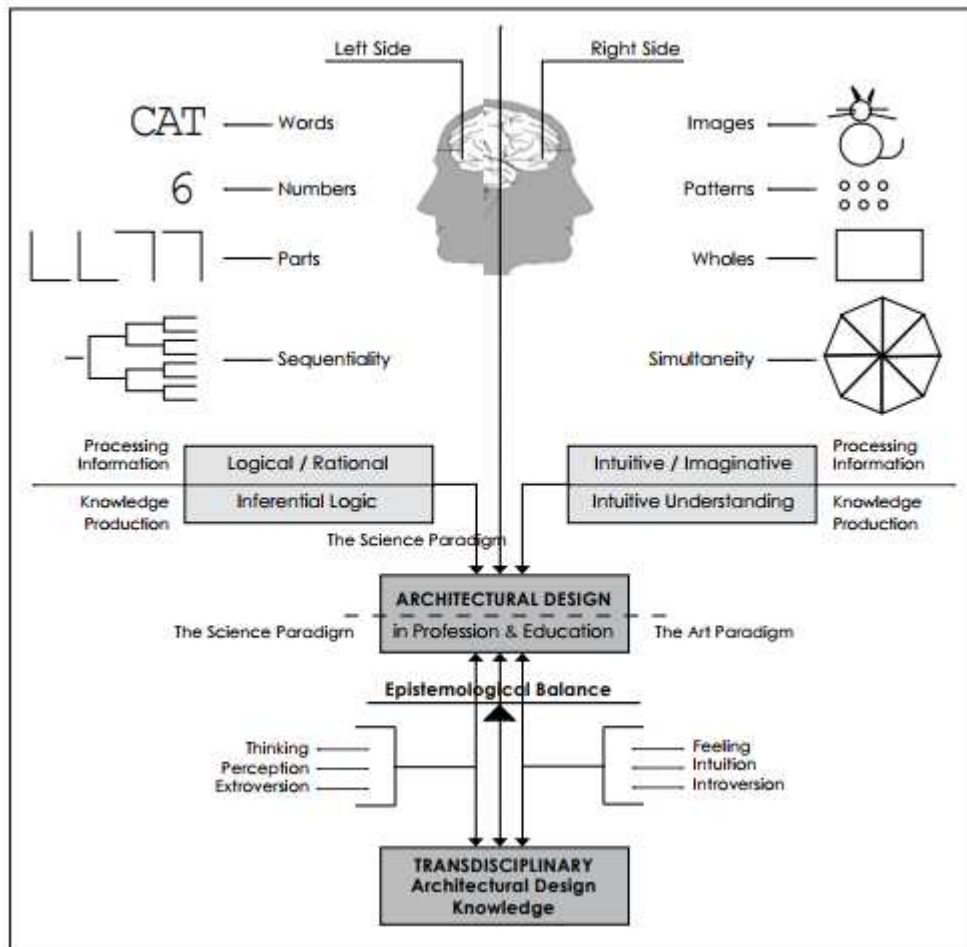 Left Side
Right Side
CAT
Words
Images
6
Numbers
Patterns
Parts
Wholes
Sequentiality
Simultaneity
Processing
Information
Logical / Rational
Intuitive / Imaginative
Processing
Information
Knowledge
Production
Inferential Logic
Intuitive Understanding
Knowledge
Production
The Science Paradigm
ARCHITECTURAL DESIGN
The Science Paradigm
in Profession & Education
The Art Paradigm
Epistemological Balance
Thinking
Perception
Extroversion
Feeling
Intuition
Introversion
TRANSDISCIPLINARY
Architectural Design
Knowledge